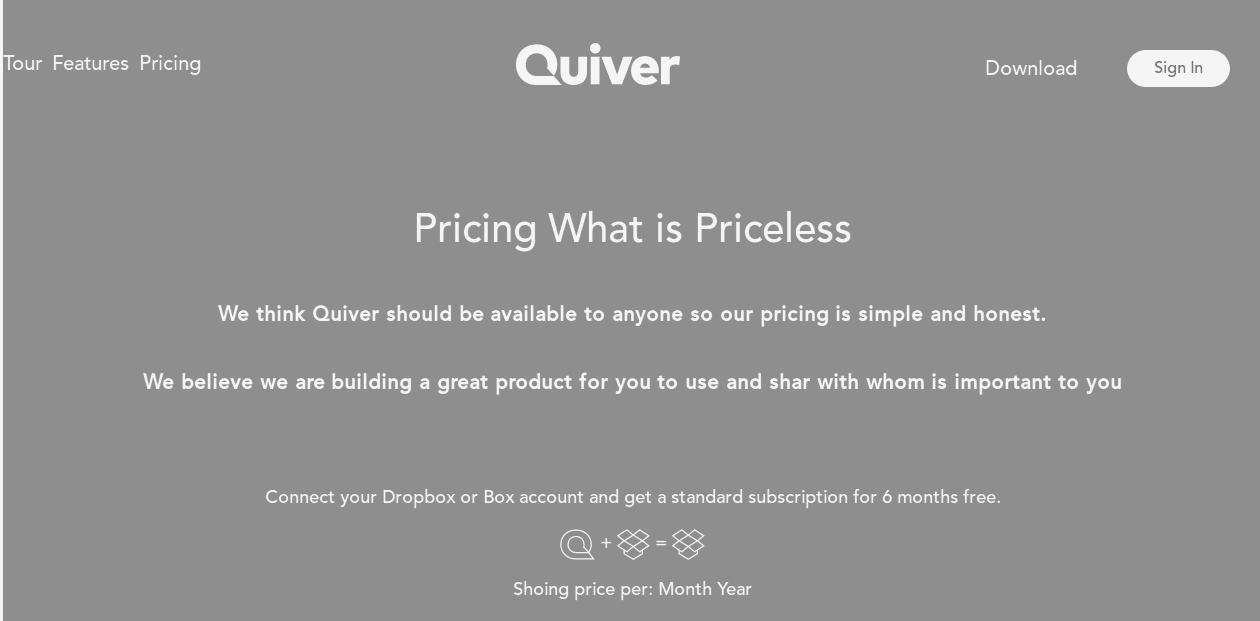 Tour Features Pricing
Quiver
Download
Sign In
Pricing What is Priceless
We think Quiver should be available to anyone so our pricing is simple and honest.
We believe we are building a great product for you to use and shar with whom is important to you
Connect your Dropbox or Box account and get a standard subscription for 6 months free.
+ =
Shoing price per: Month Year